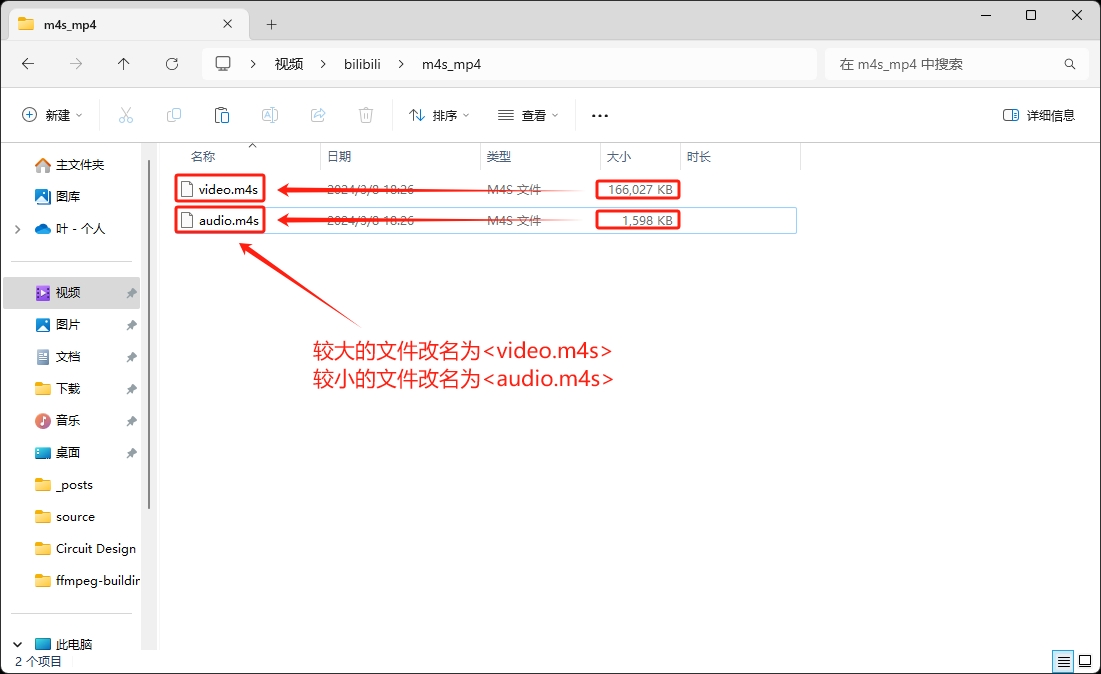 m4s_mp4
视频
bilibili
m4s_mp4
在 m4s_mp4 中搜索
新建
排序
查看
详细信息
名称
日期
类型
大小
时长
video.m4s
2024/3/8 18:26
M4S 文件
166,027 KB
audio.m4s
2024/3/8 18:26
M4S 文件
1,598 KB
较大的文件改名为<video.m4s>
较小的文件改名为<audio.m4s>
主文件夹
图库
叶 - 个人
视频
图片
文档
下载
音乐
桌面
_posts
source
Circuit Design
ffmpeg-buildin
此电脑
2 个项目